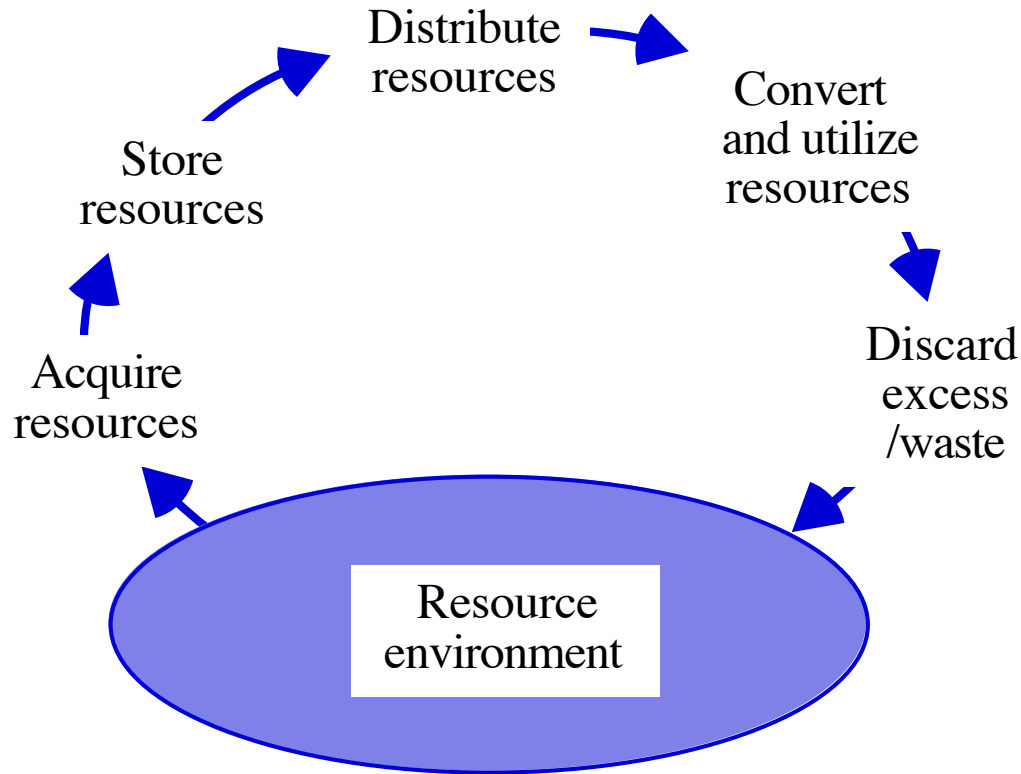 Distribute
resources
Convert
and utilize
resources
Store
resources
Discard
excess
/waste
Acquire
resources
Resource
environment